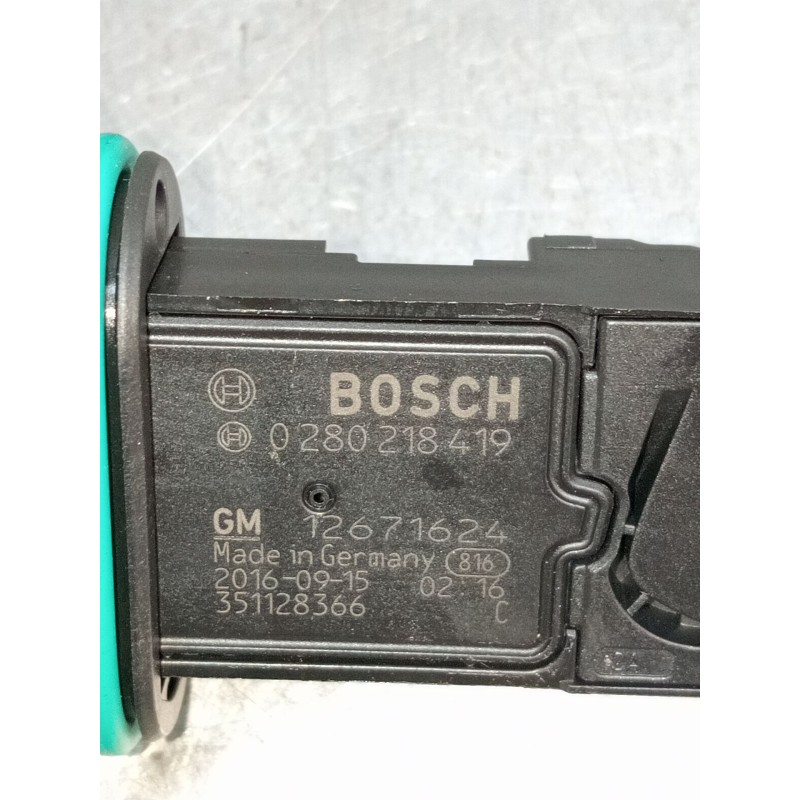 BOSCH
0 280 218 419
GM 12671624
Made in Germany 816
2016-09-15 02:16
351128366 C